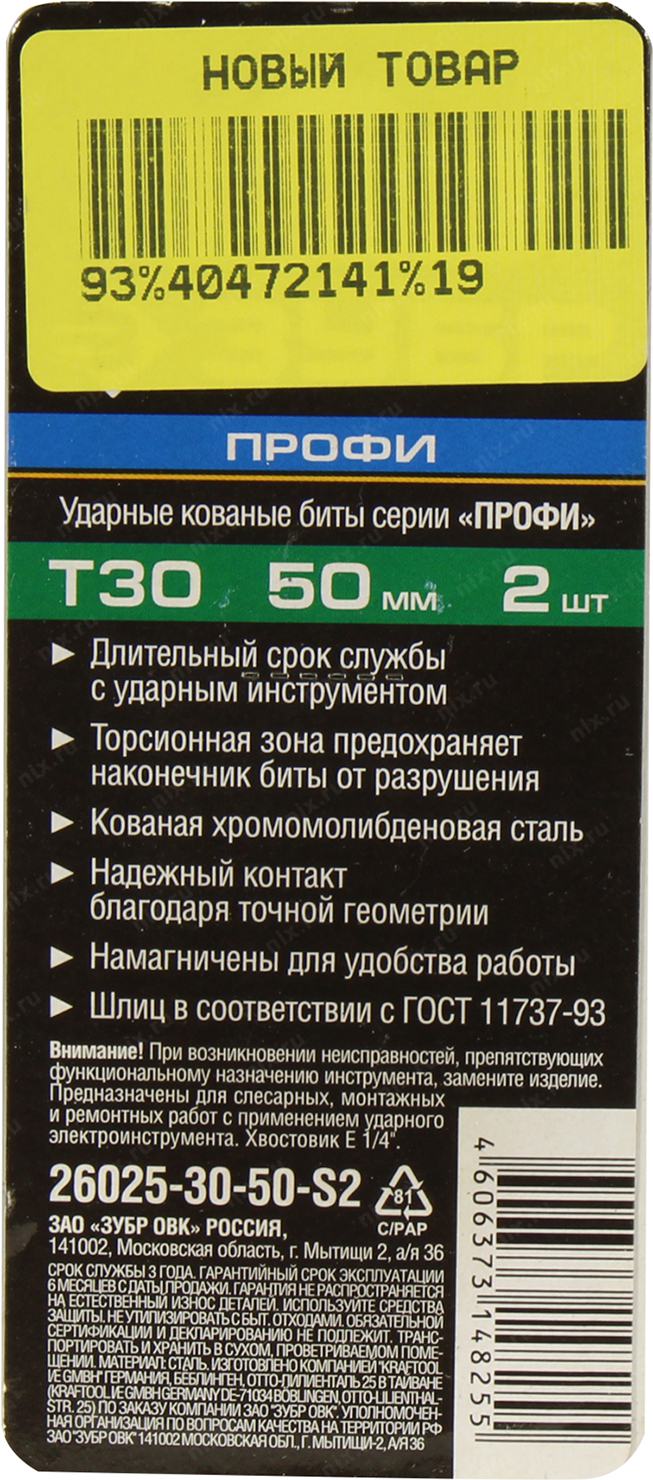 НОВЫЙ ТОВАР
93%40472141%19
ПРОФИ
Ударные кованые биты серии «ПРОФИ»
Т30 50 мм 2 шт
► Длительный срок службы
с ударным инструментом
► Торсионная зона предохраняет
наконечник биты от разрушения
► Кованая хромомолибденовая сталь
► Надежный контакт
благодаря точной геометрии
► Намагничены для удобства работы
► Шлиц в соответствии с ГОСТ 11737-93
Внимание! При возникновении неисправностей, препятствующих
функциональному назначению инструмента, замените изделие.
Предназначены для слесарных, монтажных
и ремонтных работ с применением ударного
электроинструмента. Хвостовик E 1/4".
26025-30-50-S2
81
C/PAP
ЗАО «ЗУБР ОВК» РОССИЯ,
141002, Московская область, г. Мытищи 2, а/я 36
СРОК СЛУЖБЫ 3 ГОДА. ГАРАНТИЙНЫЙ СРОК ЭКСПЛУАТАЦИИ
6 МЕСЯЦЕВ С ДАТЫ ПРОДАЖИ. ГАРАНТИЯ НЕ РАСПРОСТРАНЯЕТСЯ
НА ЕСТЕСТВЕННЫЙ ИЗНОС ДЕТАЛЕЙ. ИСПОЛЬЗУЙТЕ СРЕДСТВА
ЗАЩИТЫ. НЕ УТИЛИЗИРОВАТЬ С БЫТ. ОТХОДАМИ. ОБЯЗАТЕЛЬНОЙ
СЕРТИФИКАЦИИ И ДЕКЛАРИРОВАНИЮ НЕ ПОДЛЕЖИТ. ТРАНС-
ПОРТИРОВАТЬ И ХРАНИТЬ В СУХОМ, ПРОВЕТРИВАЕМОМ ПОМЕ-
ЩЕНИИ. МАТЕРИАЛ: СТАЛЬ. ИЗГОТОВЛЕНО КОМПАНИЕЙ "KRAFTOOL
I/E GMBH" ГЕРМАНИЯ, БЁБЛИНГЕН, ОТТО-ЛИЛИЕНТАЛЬ 25 В ТАЙВАНЕ
(KRAFTOOL I/E GMBH GERMANY DE-71034 BÖBLINGEN, OTTO-LILIENTHAL-
STR. 25) ПО ЗАКАЗУ КОМПАНИИ ЗАО "ЗУБР ОВК". УПОЛНОМОЧЕН-
НАЯ ОРГАНИЗАЦИЯ ПО ВОПРОСАМ КАЧЕСТВА НА ТЕРРИТОРИИ РФ
ЗАО "ЗУБР ОВК" 141002 МОСКОВСКАЯ ОБЛ., Г. МЫТИЩИ-2, А/Я 36
4 606373 148255
nix.ru